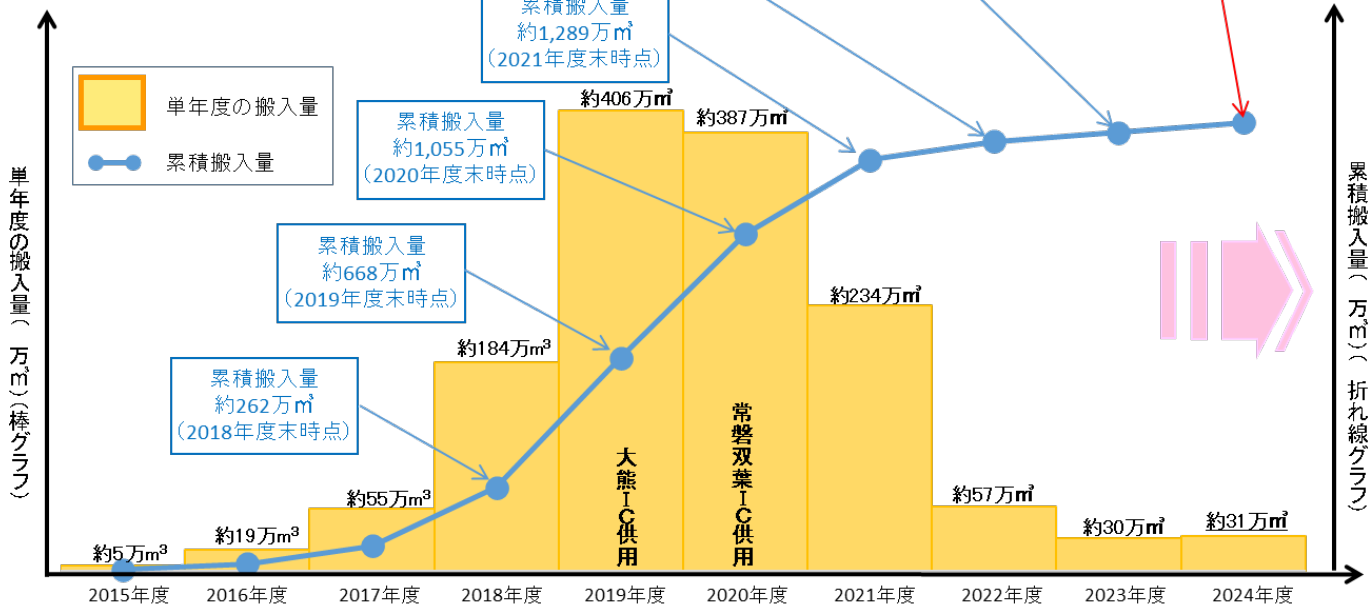 累積搬入量
約1,289万㎥
(2021年度末時点)
単年度の搬入量
累積搬入量
累積搬入量
約1,055万㎥
(2020年度末時点)
累積搬入量
約668万㎥
(2019年度末時点)
累積搬入量
約262万㎥
(2018年度末時点)
単年度の搬入量(万㎥)(棒グラフ)
累積搬入量(万㎥)(折れ線グラフ)
約5万m³
約19万m³
約55万m³
約184万m³
約406万㎥
約387万㎥
約234万㎥
約57万㎥
約30万㎥
約31万㎥
大熊IC供用
常磐双葉IC供用
2015年度
2016年度
2017年度
2018年度
2019年度
2020年度
2021年度
2022年度
2023年度
2024年度